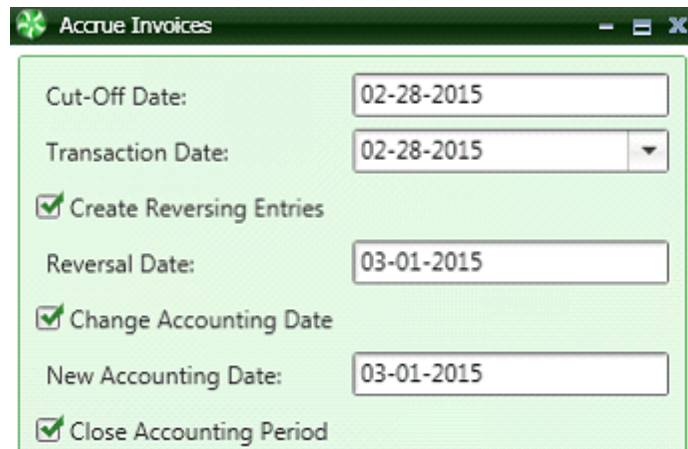 Accrue Invoices
Cut-Off Date: 02-28-2015
Transaction Date: 02-28-2015
Create Reversing Entries
Reversal Date: 03-01-2015
Change Accounting Date
New Accounting Date: 03-01-2015
Close Accounting Period